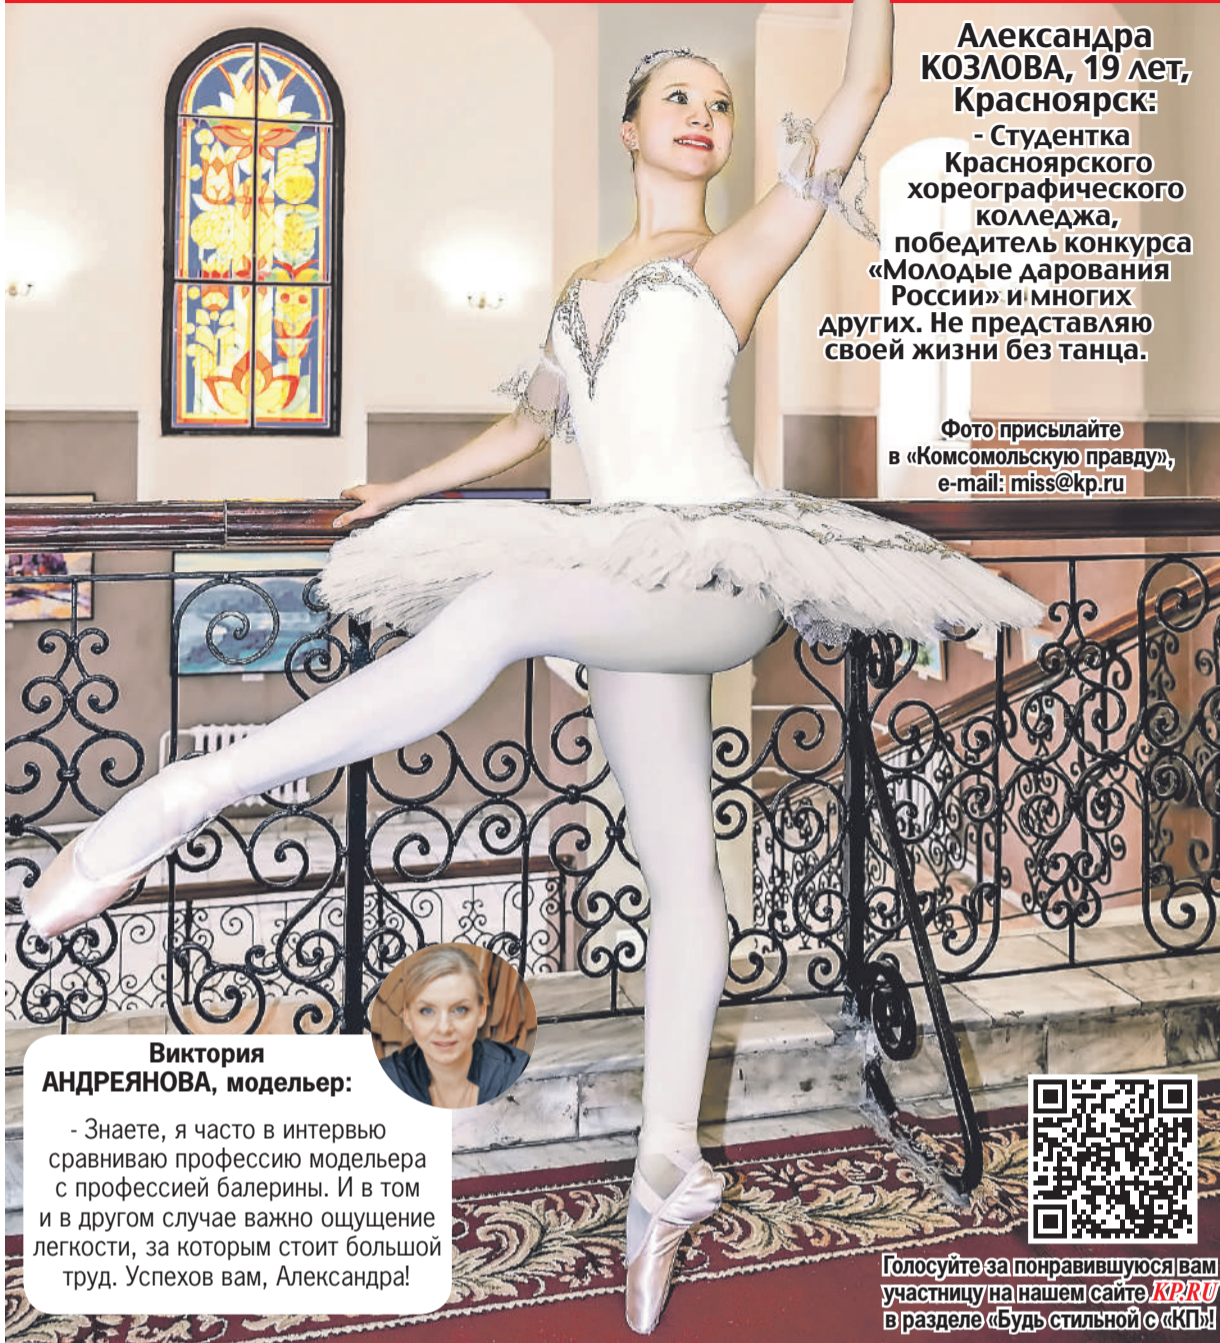 Александра
КОЗЛОВА, 19 лет,
Красноярск:
- Студентка
Красноярского
хореографического
колледжа,
победитель конкурса
«Молодые дарования
России» и многих
других. Не представляю
своей жизни без танца.
Фото присылайте
в «Комсомольскую правду»,
e-mail: miss@kp.ru
Виктория
АНДРЕЯНОВА, модельер:
- Знаете, я часто в интервью
сравниваю профессию модельера
с профессией балерины. И в том
и в другом случае важно ощущение
легкости, за которым стоит большой
труд. Успехов вам, Александра!
Голосуйте за понравившуюся вам
участницу на нашем сайте KP.RU
в разделе «Будь стильной с «КП»!